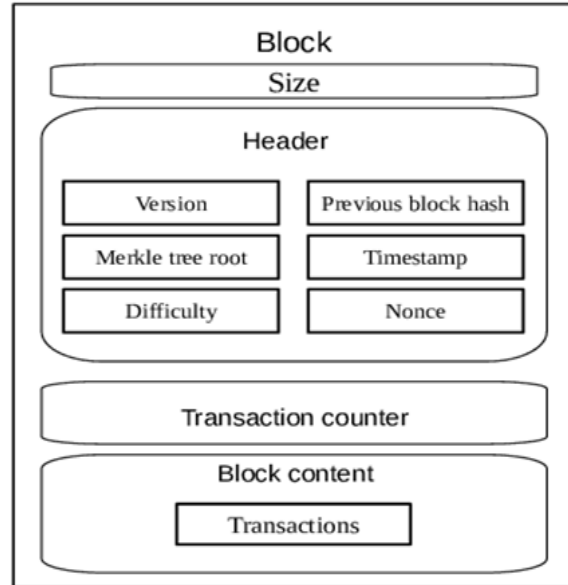 Block
Size
Header
Version
Previous block hash
Merkle tree root
Timestamp
Difficulty
Nonce
Transaction counter
Block content
Transactions